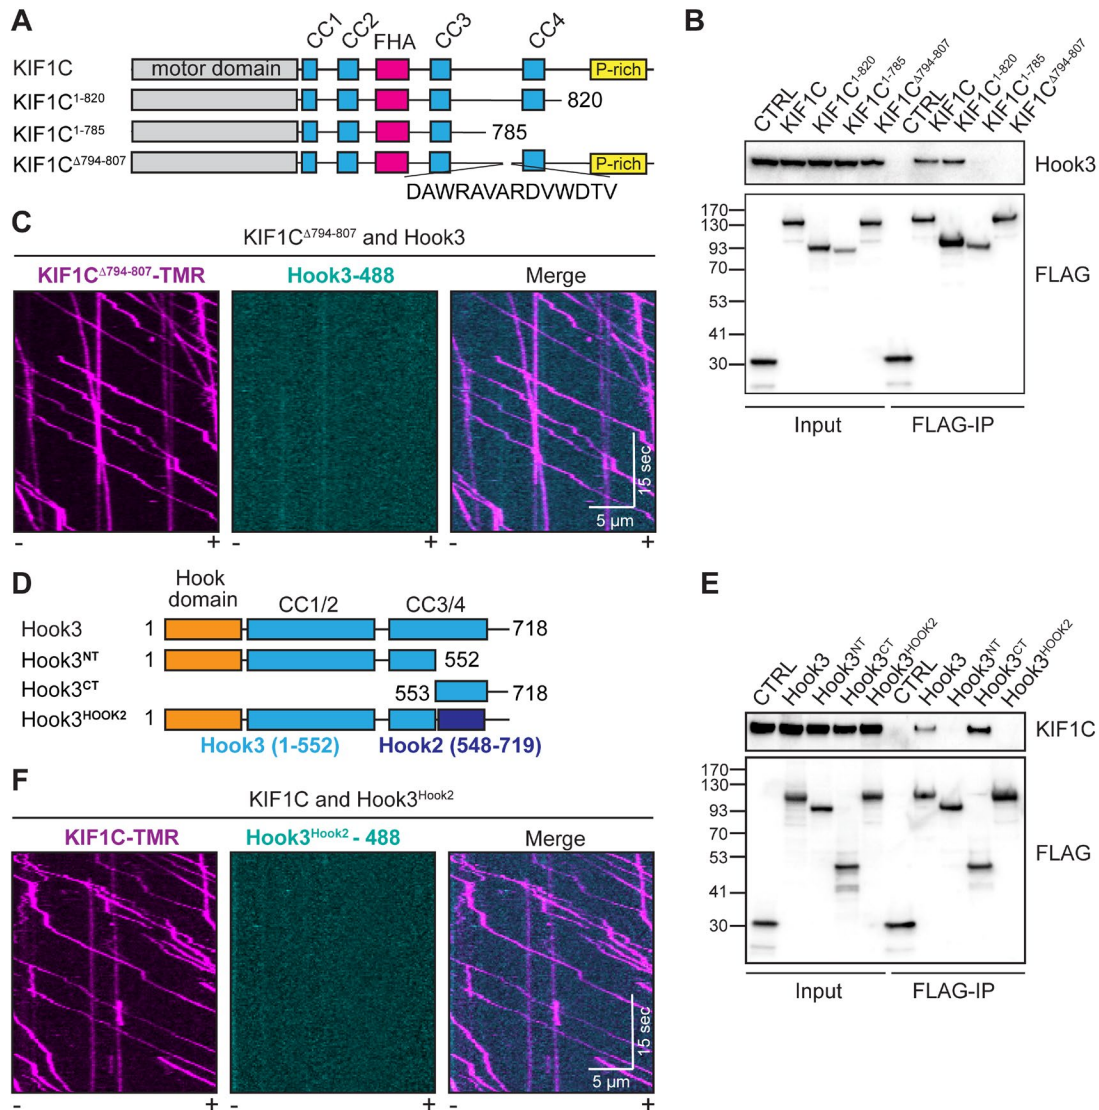 A
CC1 CC2 FHA CC3 CC4
KIF1C motor domain P-rich
KIF1C1-820 820
KIF1C1-785 785
KIF1CΔ794-807 P-rich
DAWRAVARDVWDTV
B
CTRL KIF1C KIF1C1-820 KIF1C1-785 KIF1CΔ794-807 CTRL KIF1C KIF1C1-820 KIF1C1-785 KIF1CΔ794-807
Hook3
170
130
93
70
53
41
30
FLAG
Input FLAG-IP
C
KIF1CΔ794-807 and Hook3
KIF1CΔ794-807-TMR Hook3-488 Merge
15 sec
5 µm
- + - + - +
D
Hook
domain CC1/2 CC3/4
Hook3 1 718
Hook3NT 1 552
Hook3CT 553 718
Hook3HOOK2 1
Hook3 (1-552) Hook2 (548-719)
E
CTRL Hook3 Hook3NT Hook3CT Hook3HOOK2 CTRL Hook3 Hook3NT Hook3CT Hook3HOOK2
KIF1C
170
130
93
70
53
41
30
FLAG
Input FLAG-IP
F
KIF1C and Hook3Hook2
KIF1C-TMR Hook3Hook2 - 488 Merge
15 sec
5 µm
- + - + - +